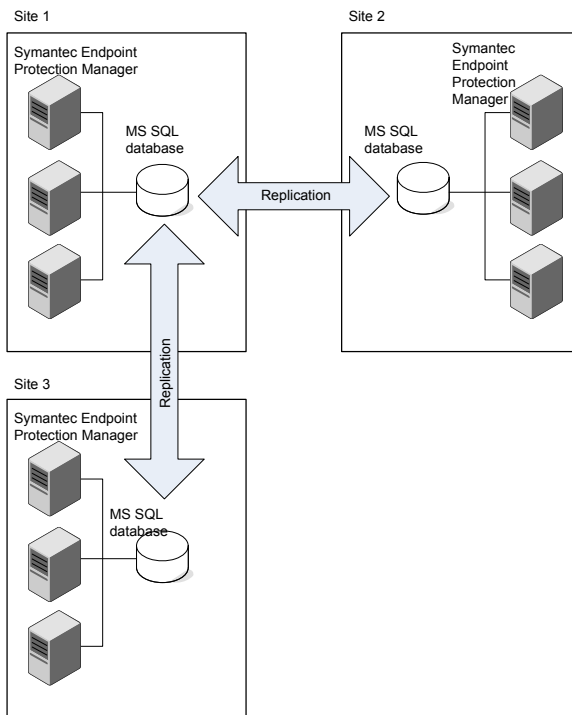 Site 1
Symantec Endpoint
Protection Manager
MS SQL
database
Replication
Site 2
Symantec
Endpoint
Protection
Manager
MS SQL
database
Replication
Site 3
Symantec Endpoint
Protection Manager
MS SQL
database